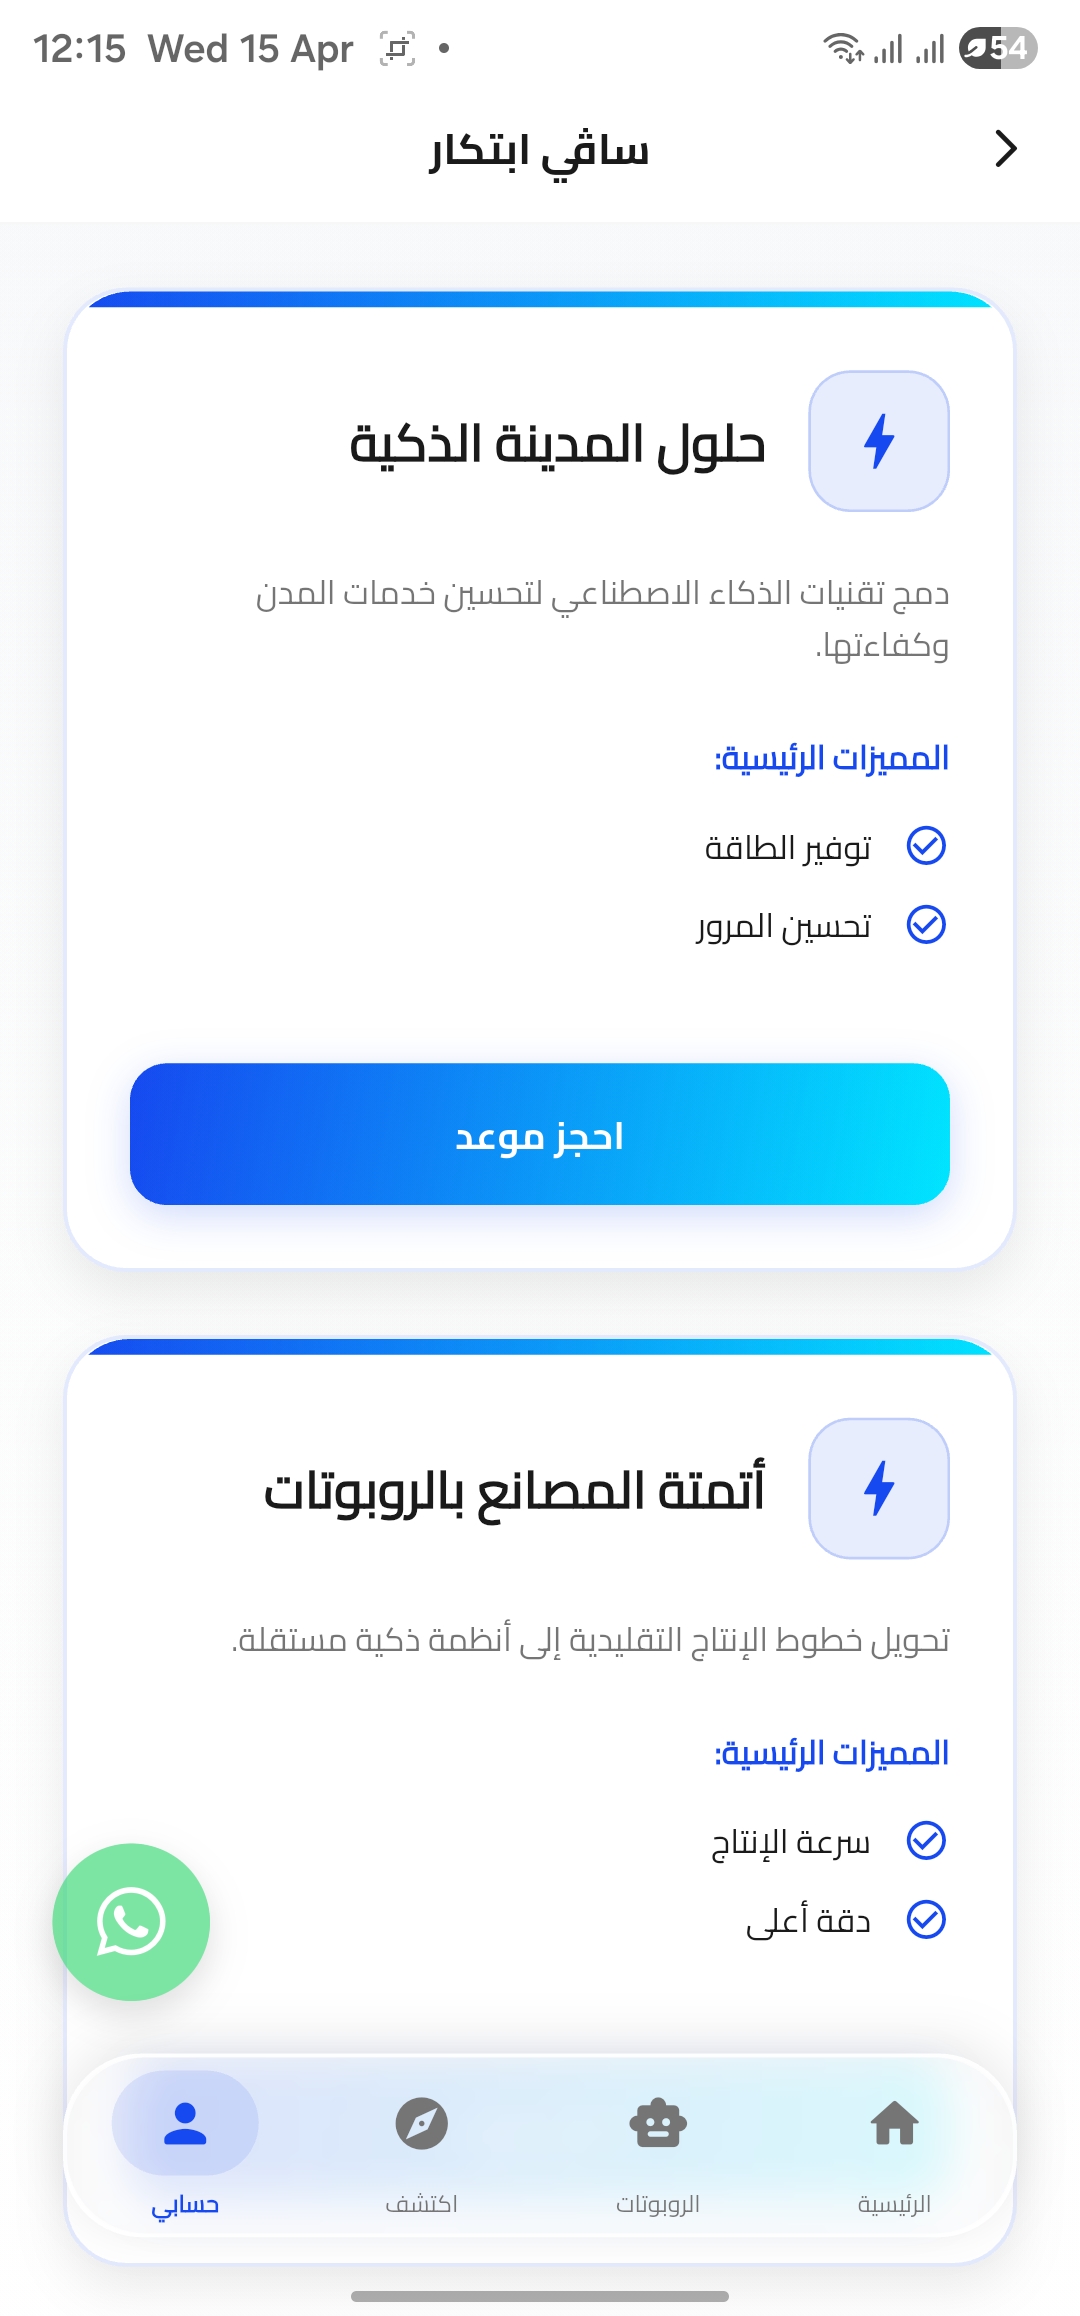 12:15 Wed 15 Apr
54
ساڤي ابتكار
حلول المدينة الذكية
دمج تقنيات الذكاء الاصطناعي لتحسين خدمات المدن
وكفاءتها.
المميزات الرئيسية:
توفير الطاقة
تحسين المرور
احجز موعد
أتمتة المصانع بالروبوتات
تحويل خطوط الإنتاج التقليدية إلى أنظمة ذكية مستقلة.
المميزات الرئيسية:
سرعة الإنتاج
دقة أعلى
الرئيسية
الروبوتات
اكتشف
حسابي